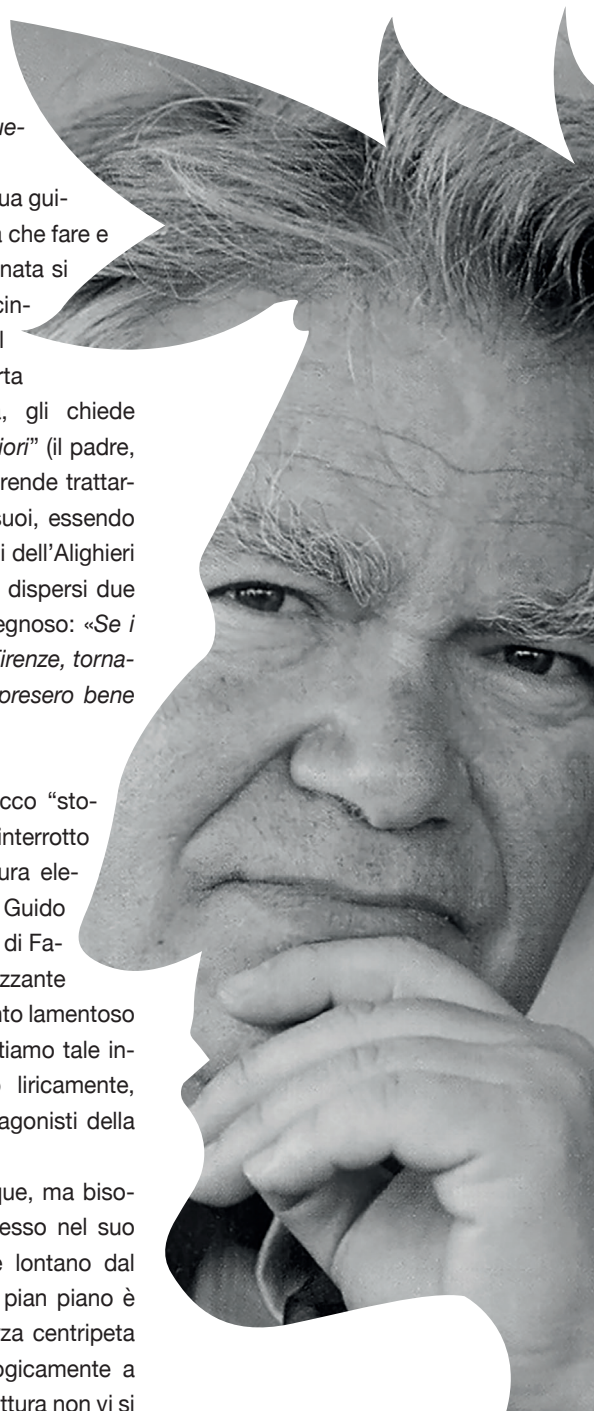 ue-
ua gui-
che fare e
nata si
cin-
l
rta
gli chiede
iori” (il padre,
rende trattar-
suoi, essendo
i dell’Alighieri
dispersi due
egnoso: «Se i
irenze, torna-
presero bene
cco “sto-
interrotto
ura ele-
Guido
di Fa-
izzante
nto lamentoso
tiamo tale in-
liricamente,
agonisti della
que, ma biso-
esso nel suo
e lontano dal
pian piano è
za centripeta
ogicamente a
ttura non vi si